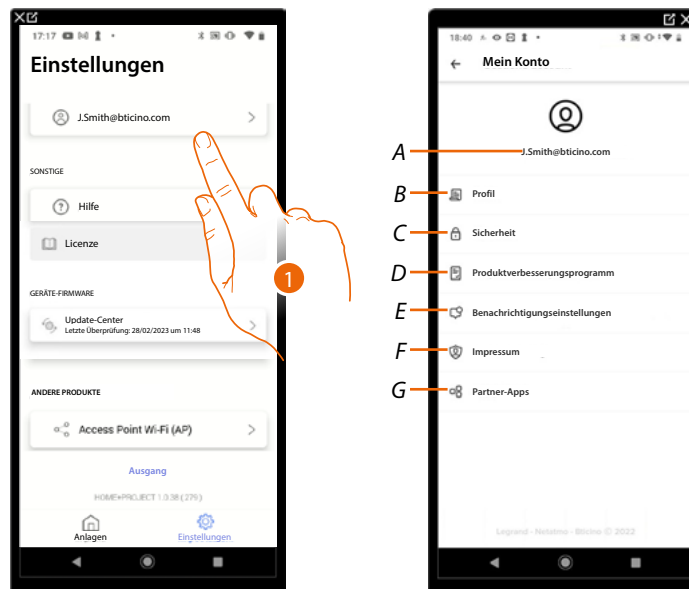 17:17
Einstellungen
J.Smith@bticino.com
SONSTIGE
Hilfe
Licenze
1
GERÄTE-FIRMWARE
Update-Center
Letzte Überprüfung: 28/02/2023 um 11:48
ANDERE PRODUKTE
Access Point Wi-Fi (AP)
Ausgang
HOME+PROJECT 1.0.38 (279)
Anlagen
Einstellungen
18:40
Mein Konto
A
J.Smith@bticino.com
B
Profil
C
Sicherheit
D
Produktverbesserungsprogramm
E
Benachrichtigungseinstellungen
F
Impressum
G
Partner-Apps
Legrand - Netatmo - Bticino © 2022